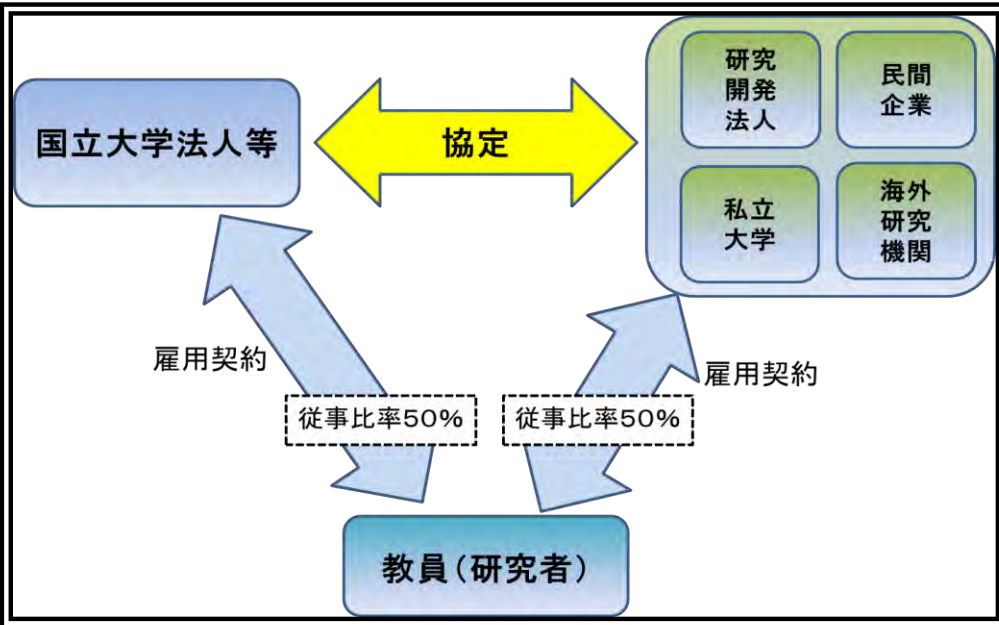 国立大学法人等
協定
研究
開発
法人
民間
企業
私立
大学
海外
研究
機関
雇用契約
雇用契約
従事比率50%
従事比率50%
教員(研究者)